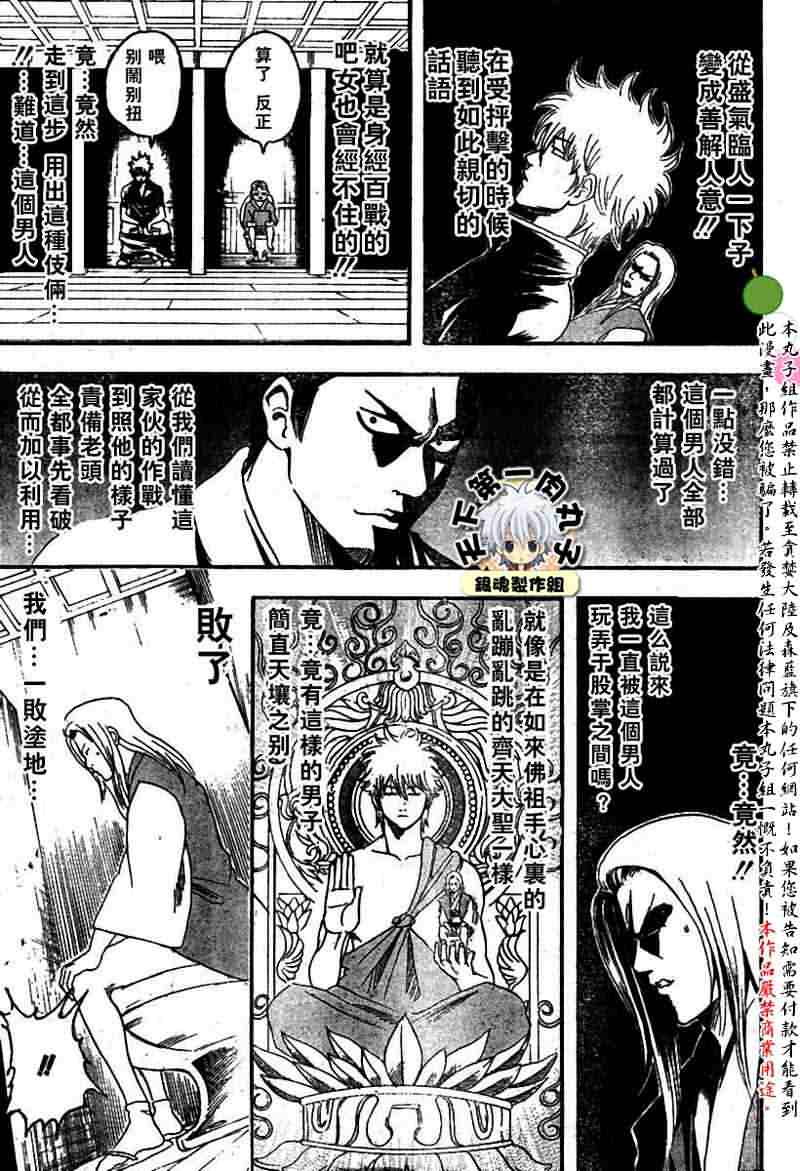 從盛氣臨人一下子
變成善解人意!!
在受抨擊的時候
聽到如此親切的
話語
就算是身經百戰的
吧女也會經不住的!!
算了 反正
喂
别鬧别扭
竟…竟然
走到這步 用出這種伎倆…
!!…難道…這個男人
一點没錯…
這個男人全部
都計算過了
從我們讀懂這
家伙的作戰
到照他的樣子
責備老頭
全都事先看破
從而加以利用…
天下第一肉丸子
銀魂製作組
這么說來
我一直被這個男人
玩弄于股掌之間嗎?
竟…竟然!!
就像是在如來佛祖手心裏的
亂蹦亂跳的齊天大聖一樣
竟…竟有這樣的男子
簡直天壤之别
敗了
我們…一敗塗地…
!!
本丸子組作品禁止轉载至貪婪大陸及森藍旗下的任何網站!如果您被告知需要付款才能看到
此漫畫,那麼您被騙了。若發生任何法律問題本丸子組一慨不負責!本作品嚴禁商業用途。